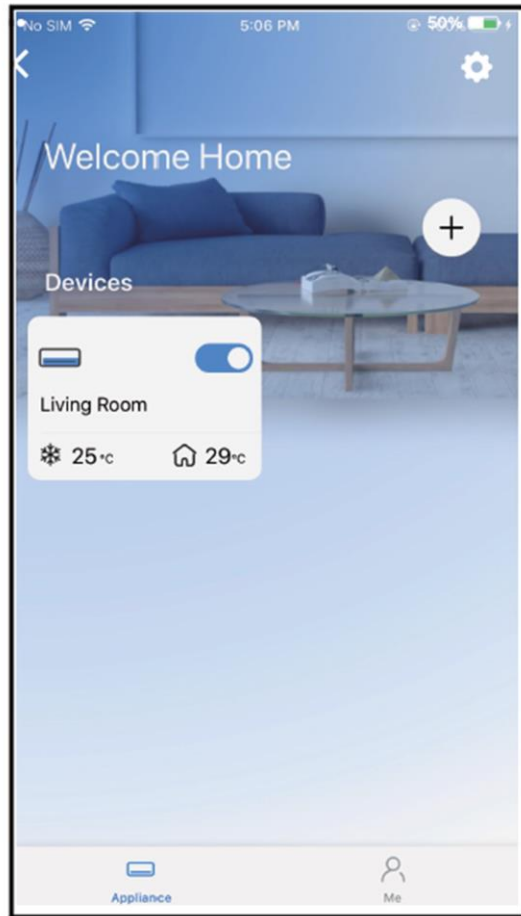 No SIM 5:06 PM 50%
Welcome Home
+
Devices
Living Room
25°C 29°C
Appliance Me